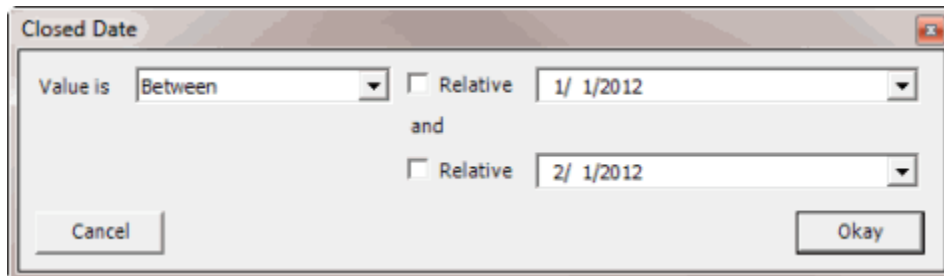 Closed Date
Value is Between Relative 1/ 1/2012
and
Relative 2/ 1/2012
Cancel Okay